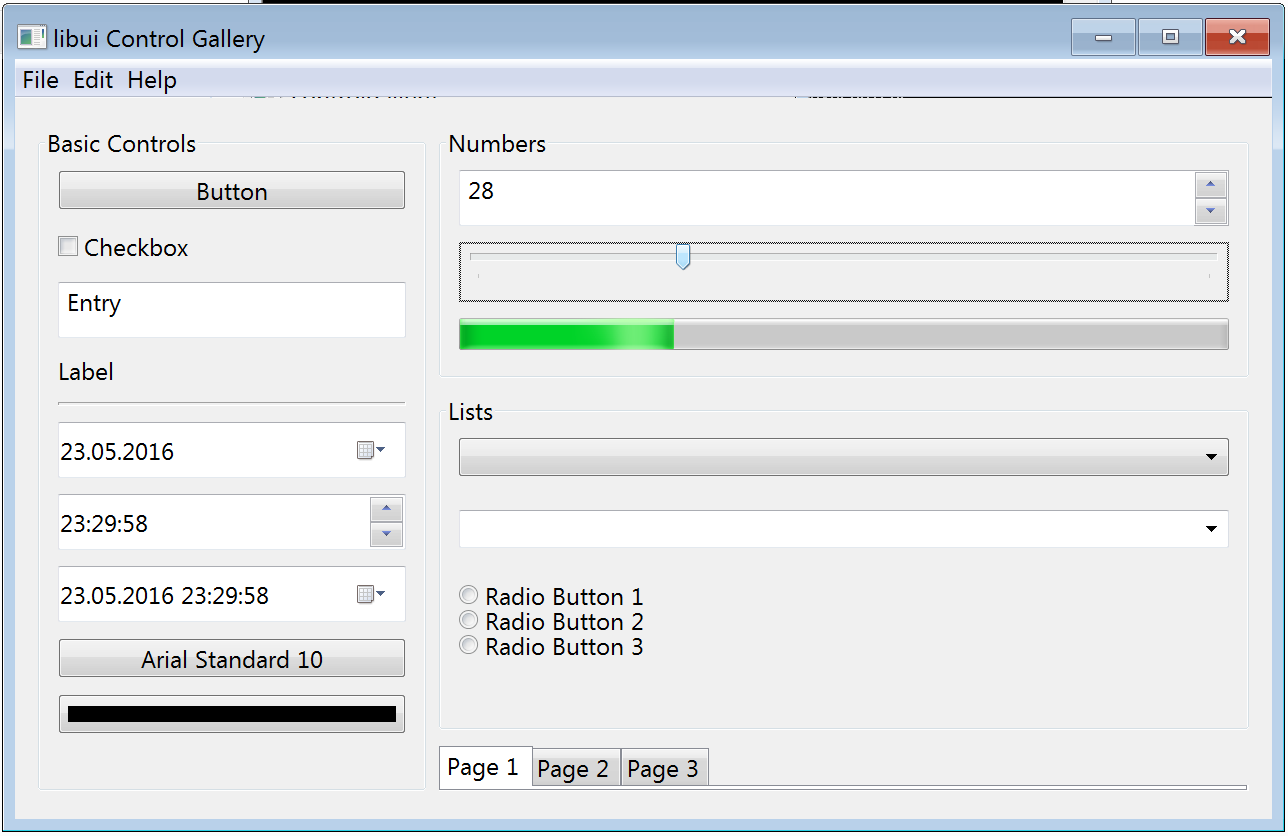 libui Control Gallery
File Edit Help
Basic Controls
Button
Checkbox
Entry
Label
23.05.2016
23:29:58
23.05.2016 23:29:58
Arial Standard 10
Numbers
28
Lists
Radio Button 1
Radio Button 2
Radio Button 3
Page 1 Page 2 Page 3